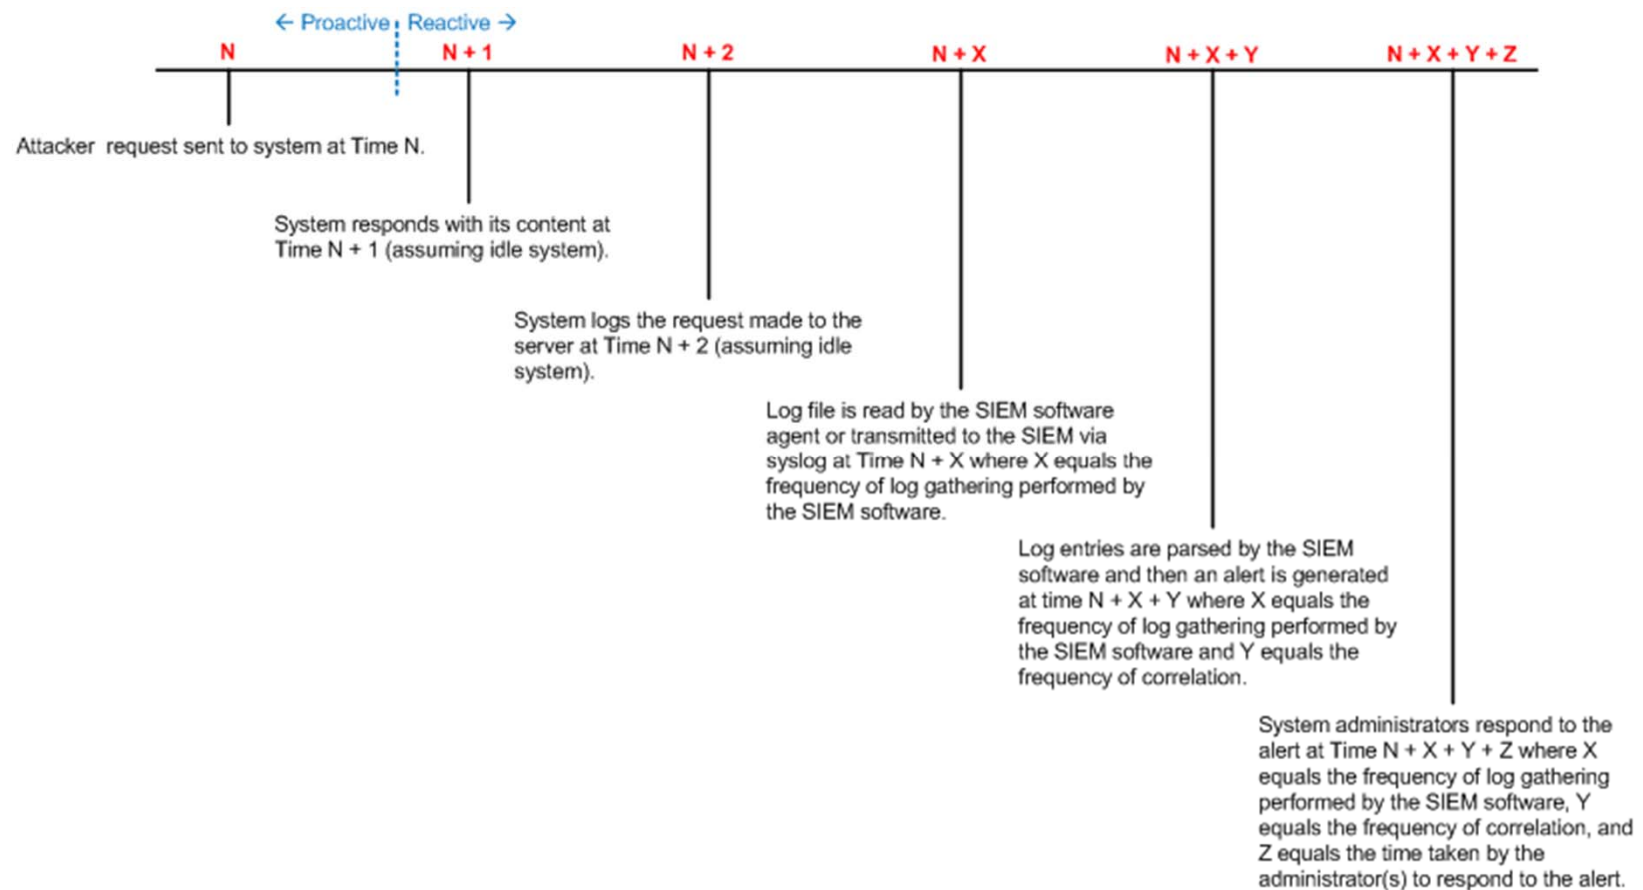 ← Proactive Reactive →
N
N + 1
N + 2
N + X
N + X + Y
N + X + Y + Z
Attacker request sent to system at Time N.
System responds with its content at
Time N + 1 (assuming idle system).
System logs the request made to the
server at Time N + 2 (assuming idle
system).
Log file is read by the SIEM software
agent or transmitted to the SIEM via
syslog at Time N + X where X equals the
frequency of log gathering performed by
the SIEM software.
Log entries are parsed by the SIEM
software and then an alert is generated
at time N + X + Y where X equals the
frequency of log gathering performed by
the SIEM software and Y equals the
frequency of correlation.
System administrators respond to the
alert at Time N + X + Y + Z where X
equals the frequency of log gathering
performed by the SIEM software, Y
equals the frequency of correlation, and
Z equals the time taken by the
administrator(s) to respond to the alert.